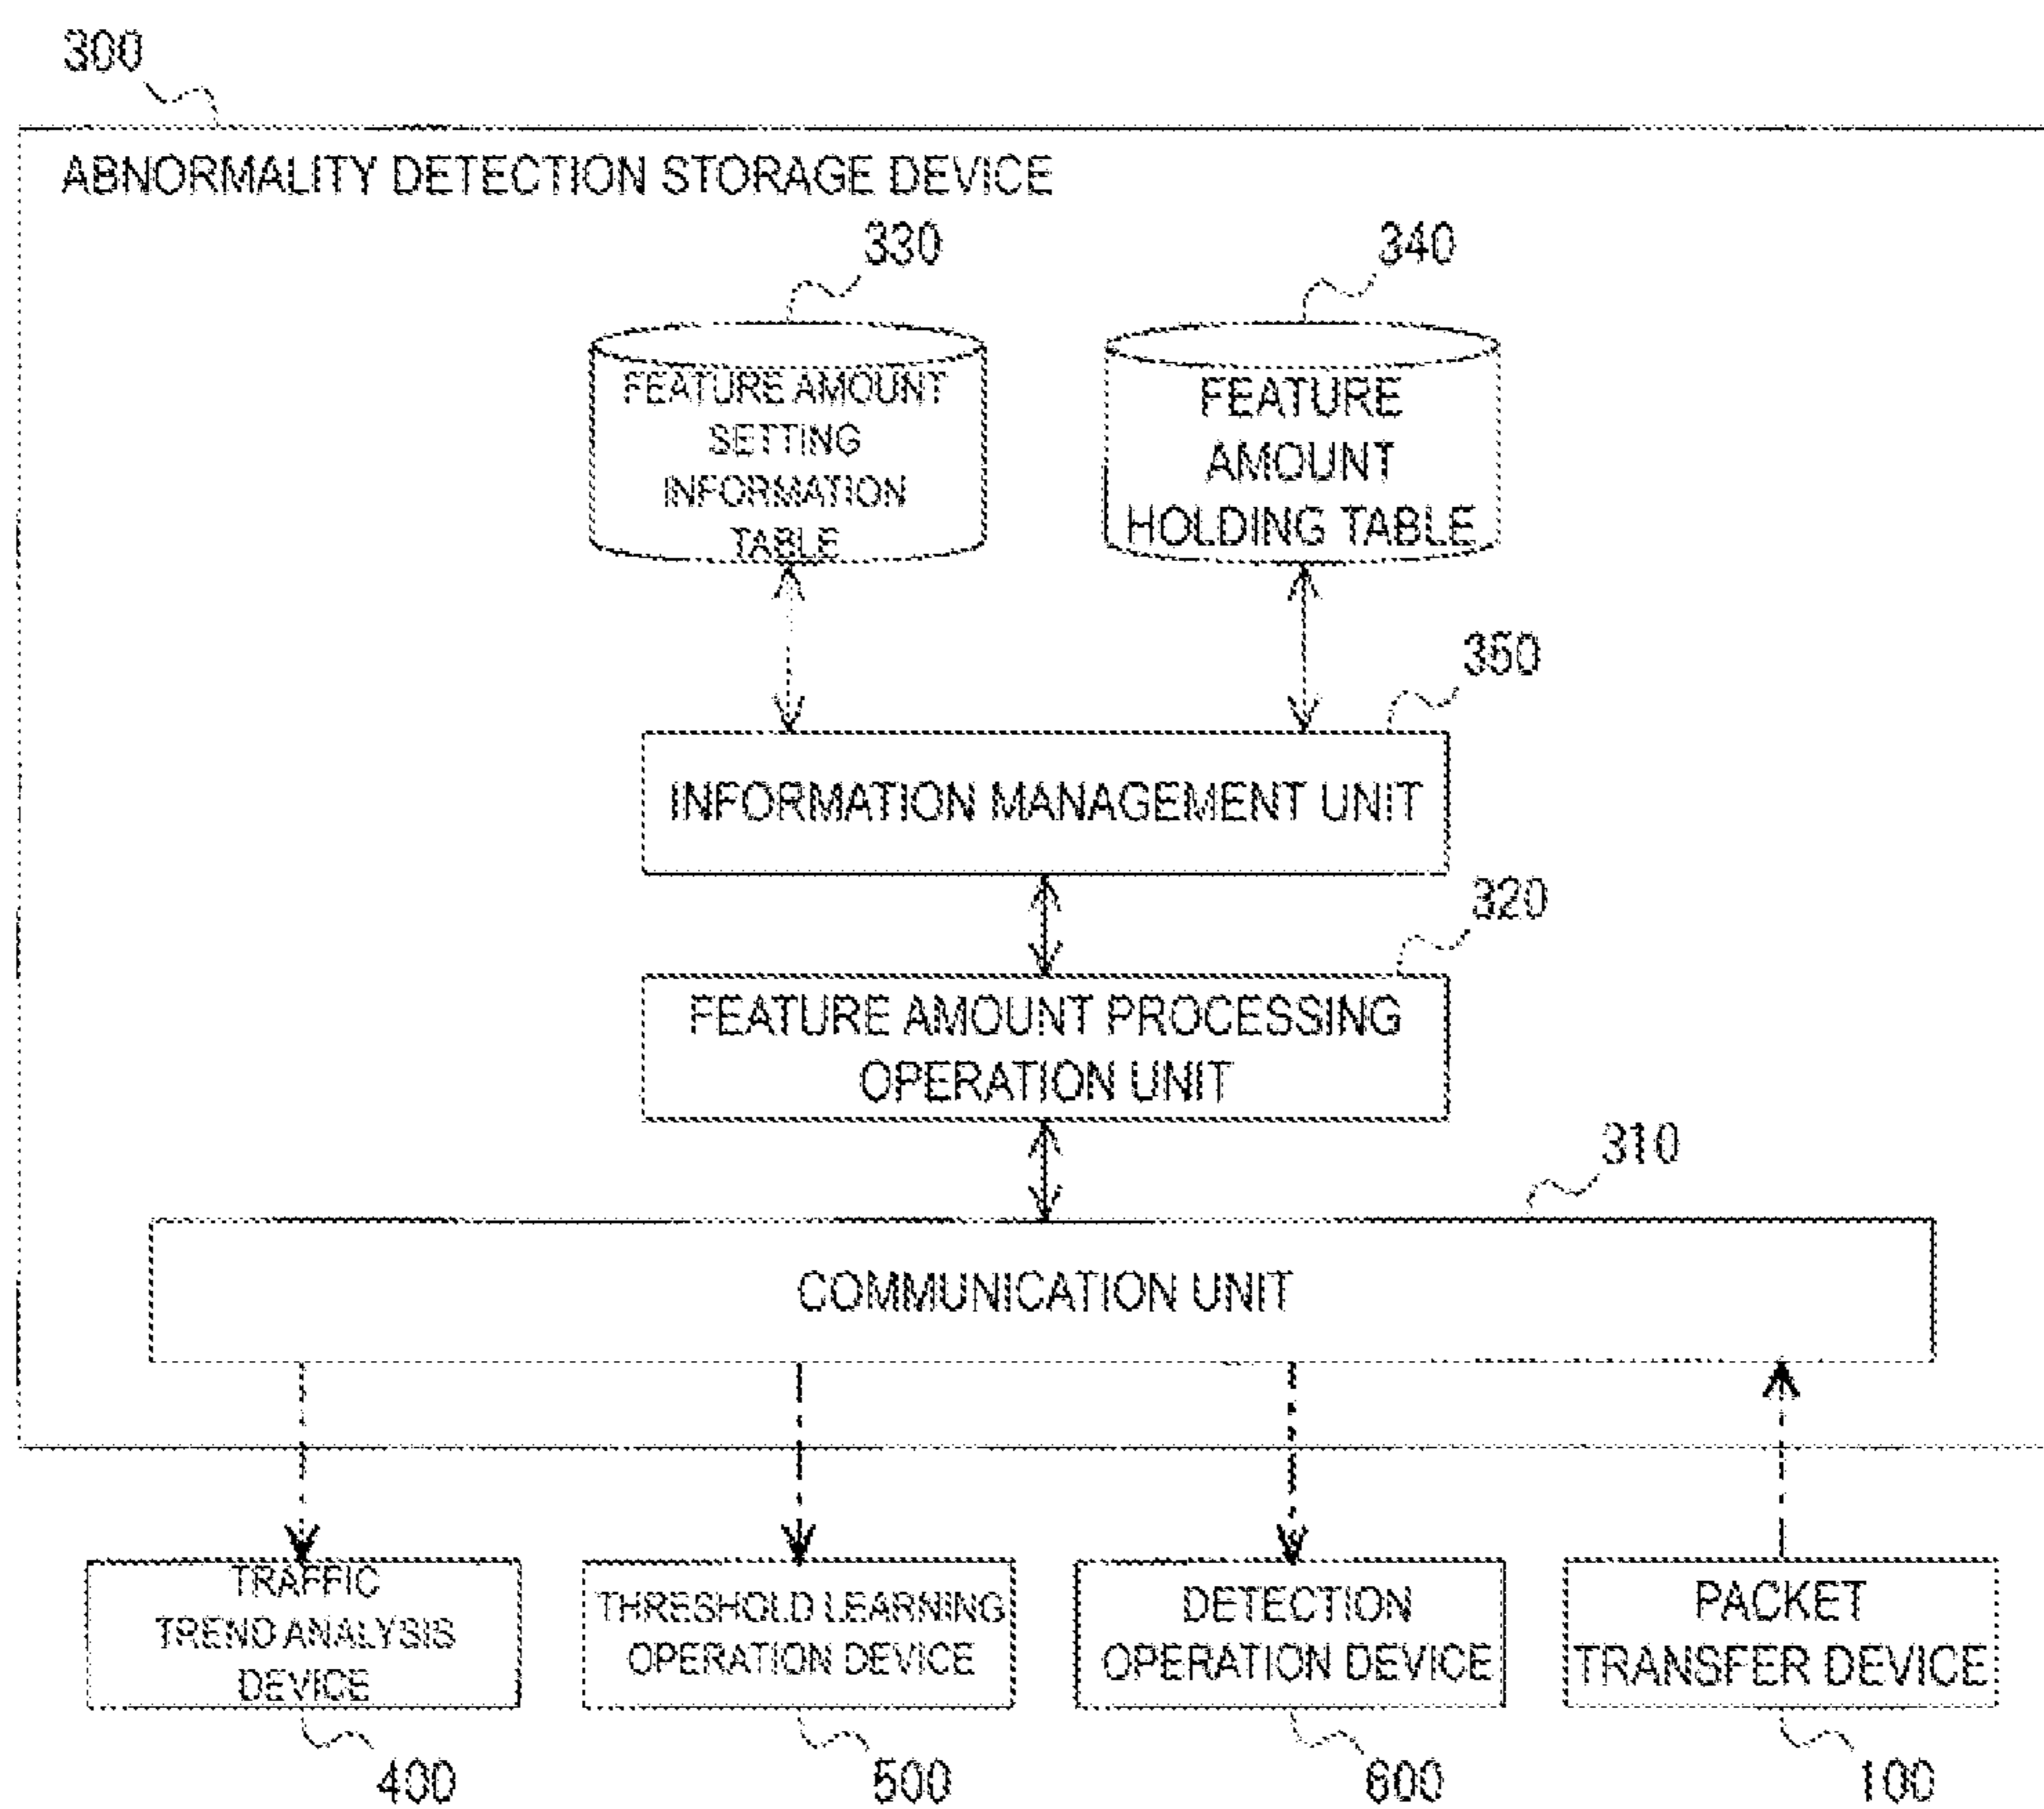 300
ABNORMALITY DETECTION STORAGE DEVICE
330
340
FEATURE AMOUNT
SETTING
INFORMATION
TABLE
FEATURE
AMOUNT
HOLDING TABLE
350
INFORMATION MANAGEMENT UNIT
320
FEATURE AMOUNT PROCESSING
OPERATION UNIT
310
COMMUNICATION UNIT
TRAFFIC
TREND ANALYSIS
DEVICE
THRESHOLD LEARNING
OPERATION DEVICE
DETECTION
OPERATION DEVICE
PACKET
TRANSFER DEVICE
400
500
600
100